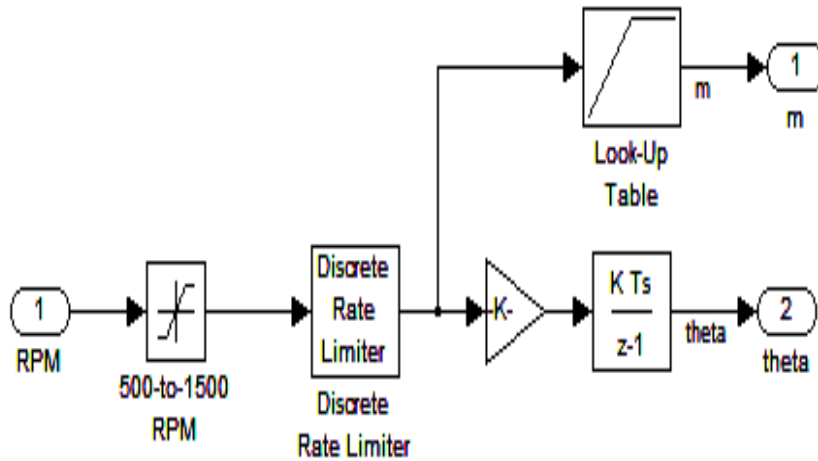 1
m
m
Look-Up
Table
1
RPM
500-to-1500
RPM
Discrete
Rate
Limiter
Discrete
Rate Limiter
-K-
K Ts
z-1
theta
2
theta